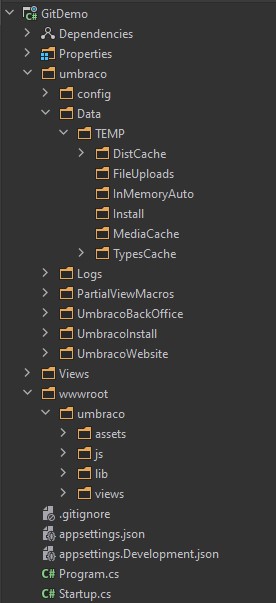 GitDemo
Dependencies
Properties
umbraco
config
Data
TEMP
DistCache
FileUploads
InMemoryAuto
Install
MediaCache
TypesCache
Logs
PartialViewMacros
UmbracoBackOffice
UmbracoInstall
UmbracoWebsite
Views
wwwroot
umbraco
assets
js
lib
views
.gitignore
appsettings.json
appsettings.Development.json
C# Program.cs
C# Startup.cs